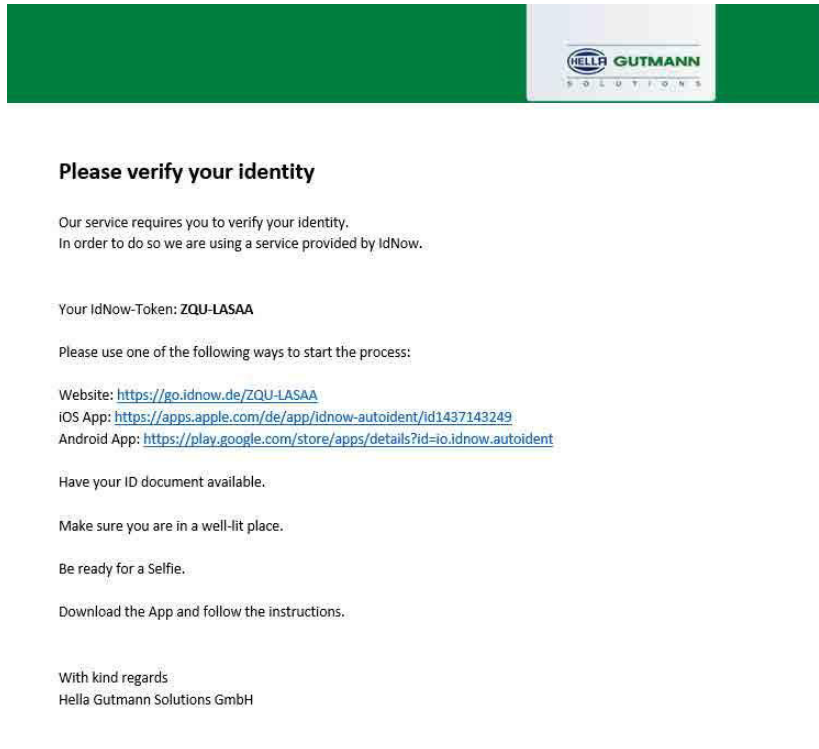 HELLA GUTMANN
SOLUTIONS
Please verify your identity
Our service requires you to verify your identity.
In order to do so we are using a service provided by IdNow.
Your IdNow-Token: ZQU-LASAA
Please use one of the following ways to start the process:
Website: https://go.idnow.de/ZQU-LASAA
iOS App: https://apps.apple.com/de/app/idnow-autoident/id1437143249
Android App: https://play.google.com/store/apps/details?id=io.idnow.autoident
Have your ID document available.
Make sure you are in a well-lit place.
Be ready for a Selfie.
Download the App and follow the instructions.
With kind regards
Hella Gutmann Solutions GmbH